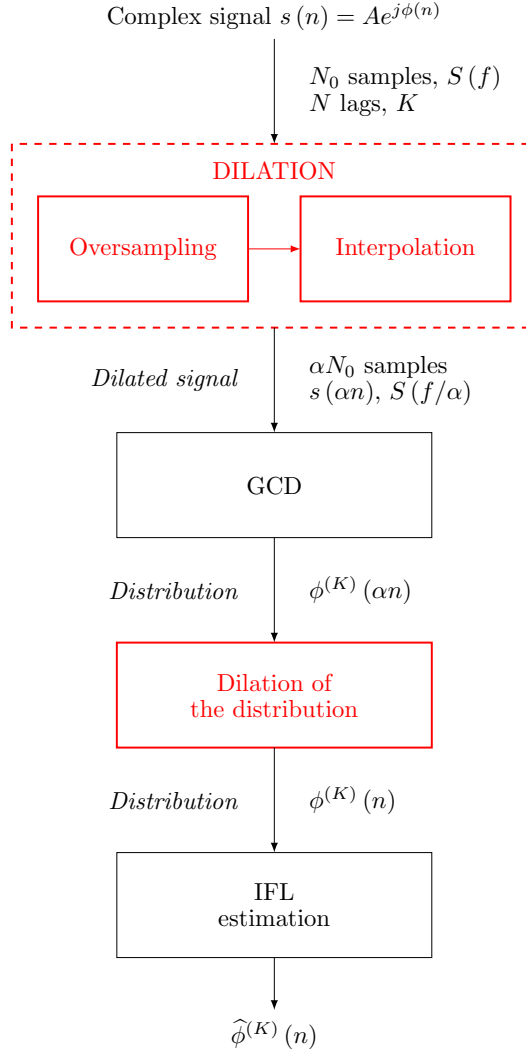 Complex signal s (n) = Ae^{jϕ(n)}
N₀ samples, S (f)
N lags, K
DILATION
Oversampling
Interpolation
Dilated signal
αN₀ samples
s (αn), S (f/α)
GCD
Distribution
ϕ^{(K)} (αn)
Dilation of
the distribution
Distribution
ϕ^{(K)} (n)
IFL
estimation
\widehat{ϕ}^{(K)} (n)